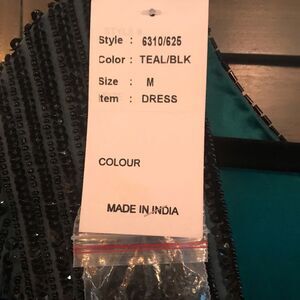 Style : 6310/625
Color : TEAL/BLK
Size : M
Item : DRESS
COLOUR
MADE IN INDIA